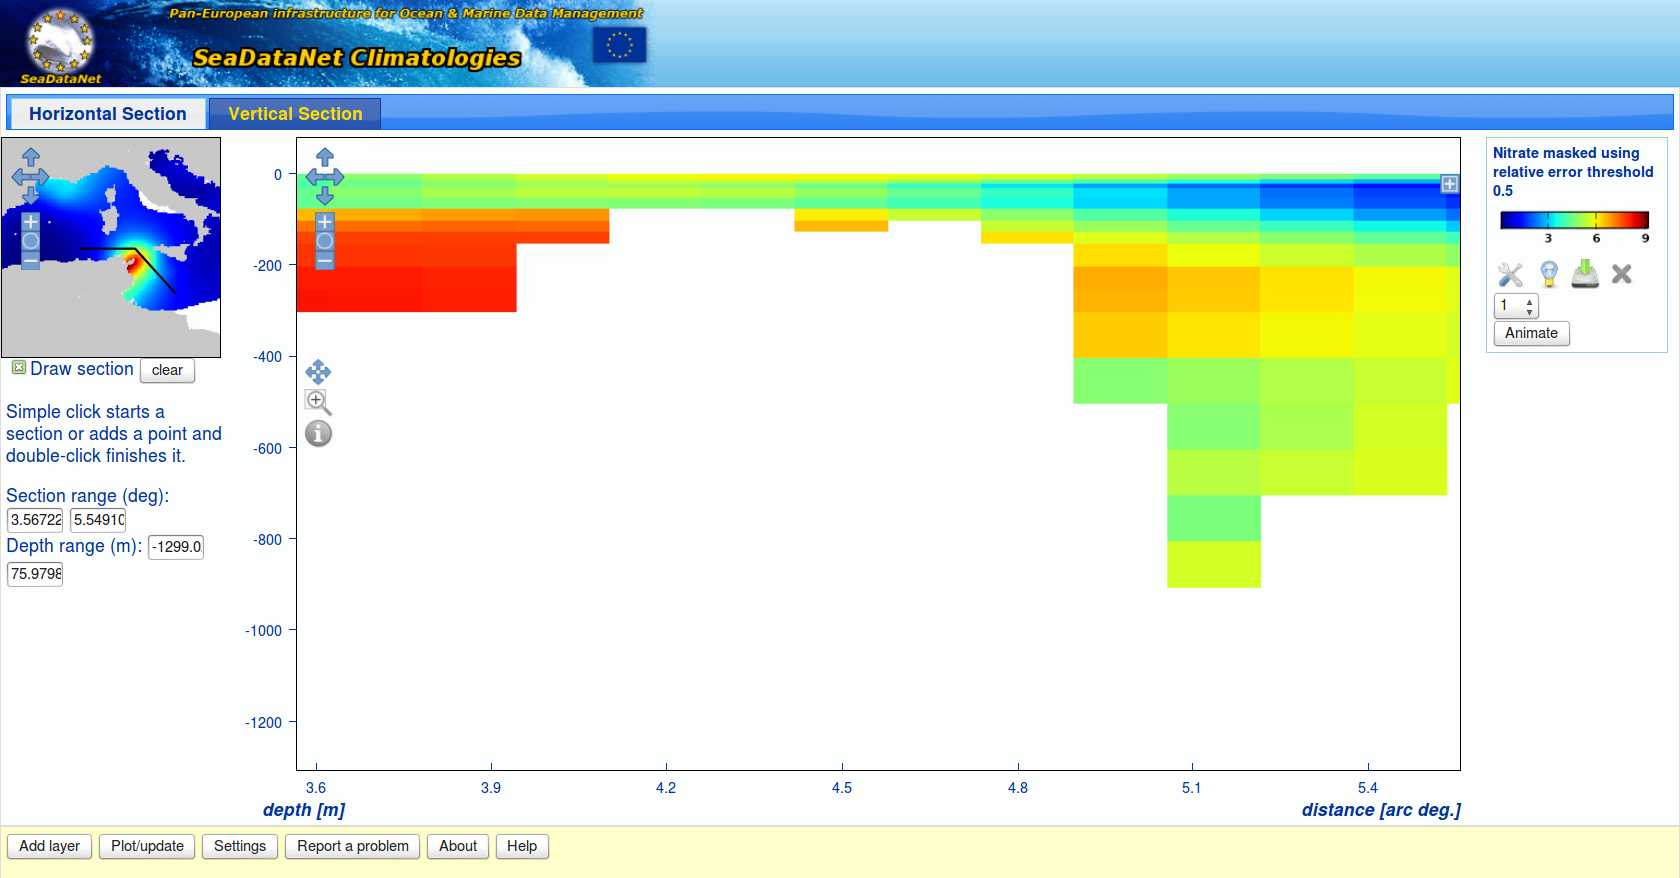 Pan-European infrastructure for Ocean & Marine Data Management
SeaDataNet Climatologies
SeaDataNet
Horizontal Section
Vertical Section
Draw section
clear
Simple click starts a
section or adds a point and
double-click finishes it.
Section range (deg):
3.56722 5.54910
Depth range (m): -1299.0
75.9798
0
-200
-400
-600
-800
-1000
-1200
3.6 3.9 4.2 4.5 4.8 5.1 5.4
depth [m]
distance [arc deg.]
Nitrate masked using
relative error threshold
0.5
3 6 9
1
Animate
Add layer
Plot/update
Settings
Report a problem
About
Help